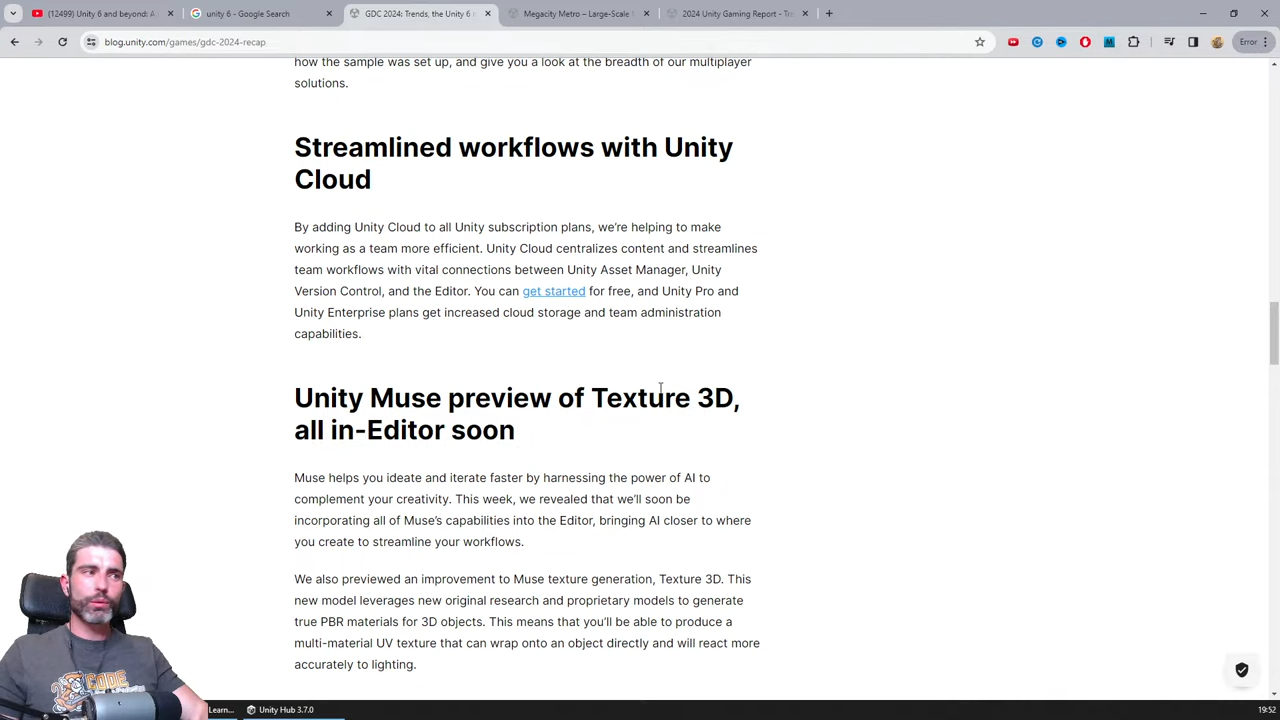 (12499) Unity 6 and beyond: A
unity 6 - Google Search
GDC 2024: Trends, the Unity 6
Megacity Metro – Large-Scale
2024 Unity Gaming Report - Tre
blog.unity.com/games/gdc-2024-recap
Error
how the sample was set up, and give you a look at the breadth of our multiplayer
solutions.
Streamlined workflows with Unity
Cloud
By adding Unity Cloud to all Unity subscription plans, we're helping to make
working as a team more efficient. Unity Cloud centralizes content and streamlines
team workflows with vital connections between Unity Asset Manager, Unity
Version Control, and the Editor. You can get started for free, and Unity Pro and
Unity Enterprise plans get increased cloud storage and team administration
capabilities.
Unity Muse preview of Texture 3D,
all in-Editor soon
Muse helps you ideate and iterate faster by harnessing the power of AI to
complement your creativity. This week, we revealed that we'll soon be
incorporating all of Muse's capabilities into the Editor, bringing AI closer to where
you create to streamline your workflows.
We also previewed an improvement to Muse texture generation, Texture 3D. This
new model leverages new original research and proprietary models to generate
true PBR materials for 3D objects. This means that you'll be able to produce a
multi-material UV texture that can wrap onto an object directly and will react more
accurately to lighting.
CODE
Learn...
Unity Hub 3.7.0
19:52